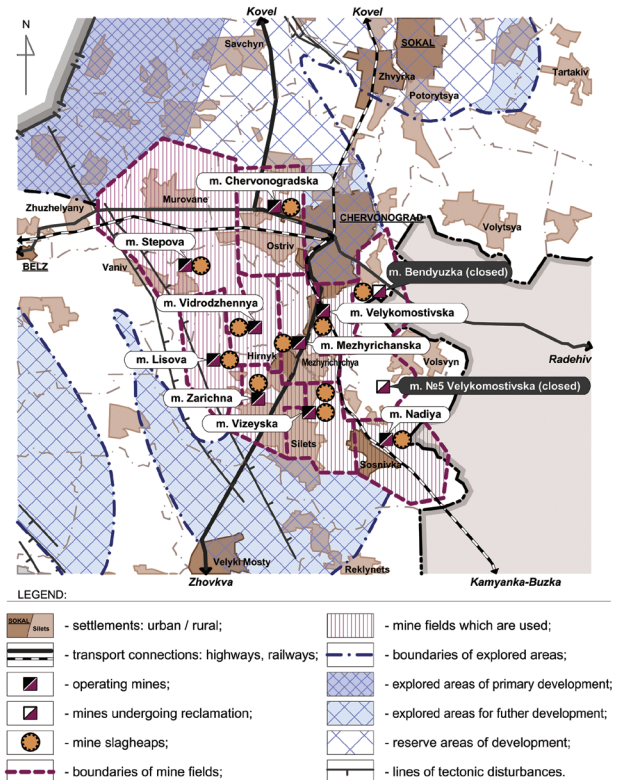 Kovel
Kovel
N
Savchyn
SOKAL
Zhvyrka
Tartakiv
Potorytsya
m. Chervonogradska
Murovane
Zhuzhelyany
CHERVONOGRAD
Volytsya
Ostriv
m. Stepova
BELZ
Vaniv
m. Bendyuzka (closed)
m. Vidrodzhennya
m. Velykomostivska
m. Mezhyrichanska
Radehiv
m. Lisova
Hirnyk
Mezhyrichchya
Volsvyn
m. №5 Velykomostivska (closed)
m. Zarichna
m. Nadiya
m. Vizeyska
Silets
Sosnivka
Velyki Mosty
Reklynets
Zhovkva
Kamyanka-Buzka
LEGEND:
SOKAL
Silets
- settlements: urban / rural;
- transport connections: highways, railways;
- operating mines;
- mines undergoing reclamation;
- mine slagheaps;
- boundaries of mine fields;
- mine fields which are used;
- boundaries of explored areas;
- explored areas of primary development;
- explored areas for futher development;
- reserve areas of development;
- lines of tectonic disturbances.